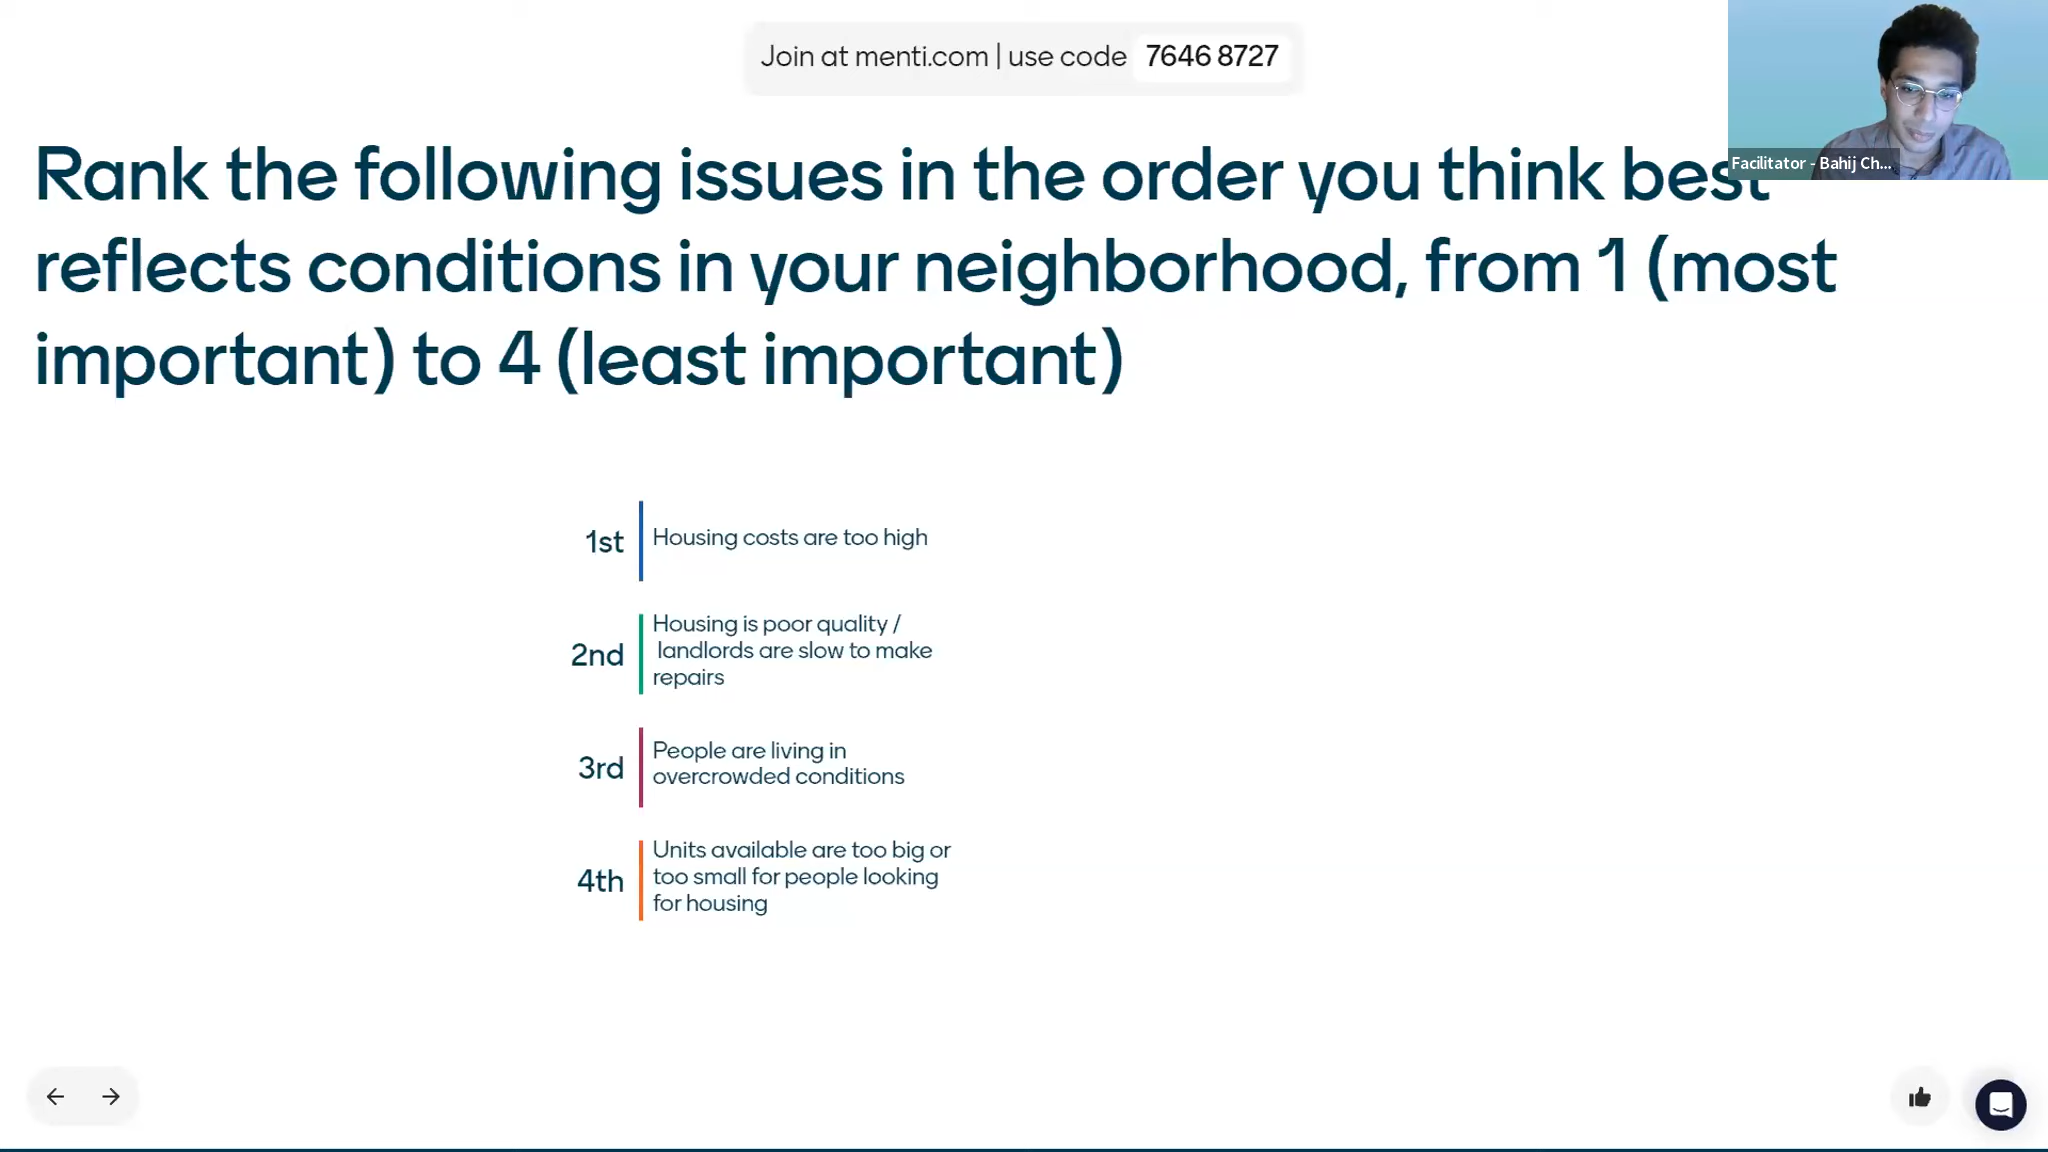 Join at menti.com | use code 7646 8727
Facilitator - Bahij Ch...
Rank the following issues in the order you think best
reflects conditions in your neighborhood, from 1 (most
important) to 4 (least important)
1st
Housing costs are too high
2nd
Housing is poor quality /
landlords are slow to make
repairs
3rd
People are living in
overcrowded conditions
4th
Units available are too big or
too small for people looking
for housing